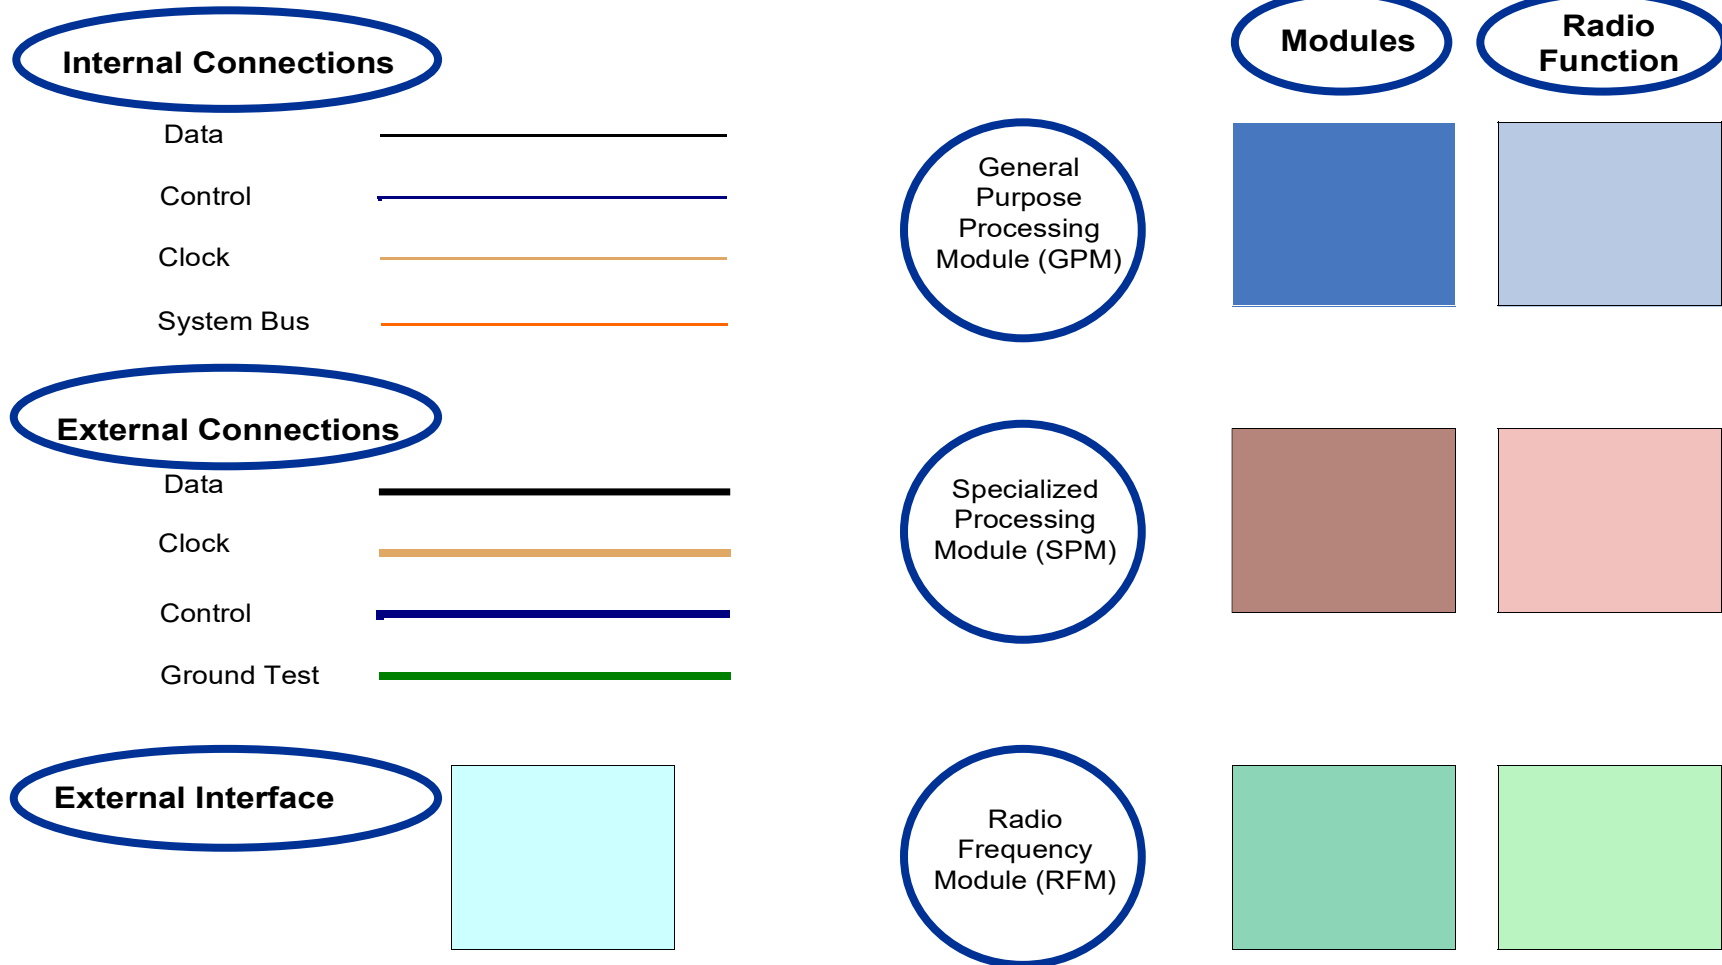 Internal Connections
Data
Control
Clock
System Bus
External Connections
Data
Clock
Control
Ground Test
External Interface
Modules
Radio
Function
General
Purpose
Processing
Module (GPM)
Specialized
Processing
Module (SPM)
Radio
Frequency
Module (RFM)